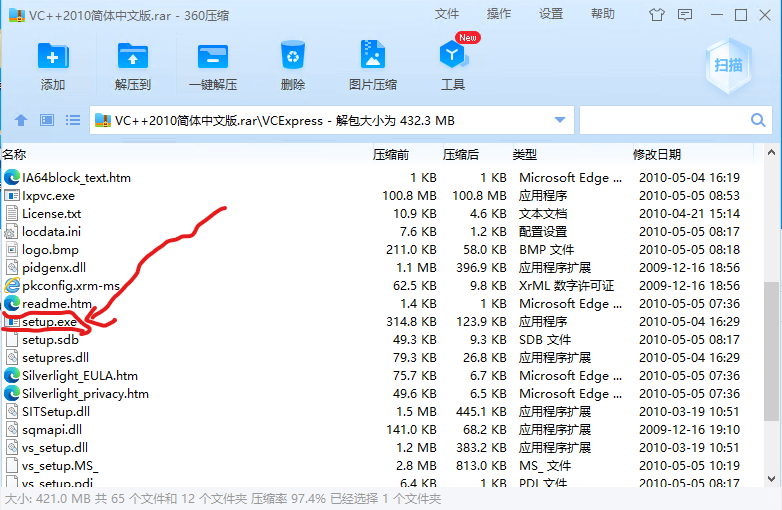 VC++2010简体中文版.rar - 360压缩 文件 操作 设置 帮助
New
添加 解压到 一键解压 删除 图片压缩 工具 扫描
VC++2010简体中文版.rar\VCExpress - 解包大小为 432.3 MB
名称 压缩前 压缩后 类型 修改日期
IA64block_text.htm 1 KB 1 KB Microsoft Edge ... 2010-05-04 16:19
Ixpvc.exe 100.8 MB 100.8 MB 应用程序 2010-05-05 08:53
License.txt 10.9 KB 4.6 KB 文本文档 2010-04-21 15:14
locdata.ini 7.6 KB 1.2 KB 配置设置 2010-05-05 08:17
logo.bmp 211.0 KB 58.0 KB BMP 文件 2010-05-05 08:18
pidgenx.dll 1.1 MB 396.9 KB 应用程序扩展 2009-12-16 18:56
pkconfig.xrm-ms 62.5 KB 9.8 KB XrML 数字许可证 2009-12-16 18:56
readme.htm 1.4 KB 1 KB Microsoft Edge ... 2010-05-05 07:36
setup.exe 314.8 KB 123.9 KB 应用程序 2010-05-04 16:29
setup.sdb 49.3 KB 9.3 KB SDB 文件 2010-05-05 08:17
setupres.dll 79.3 KB 26.8 KB 应用程序扩展 2010-05-04 16:29
Silverlight_EULA.htm 75.7 KB 6.7 KB Microsoft Edge ... 2010-05-05 07:36
Silverlight_privacy.htm 49.6 KB 6.5 KB Microsoft Edge ... 2010-05-05 07:36
SITSetup.dll 1.5 MB 445.1 KB 应用程序扩展 2010-03-19 10:51
sqmapi.dll 141.0 KB 68.2 KB 应用程序扩展 2009-12-16 19:10
vs_setup.dll 1.2 MB 383.2 KB 应用程序扩展 2010-03-19 10:51
vs_setup.MS_ 2.8 MB 813.0 KB MS_ 文件 2010-05-05 10:19
vs_setup.pdi 6.4 KB 1.7 KB PDI 文件 2010-05-05 08:17
大小: 421.0 MB 共 65 个文件和 12 个文件夹 压缩率 97.4% 已经选择 1 个文件夹